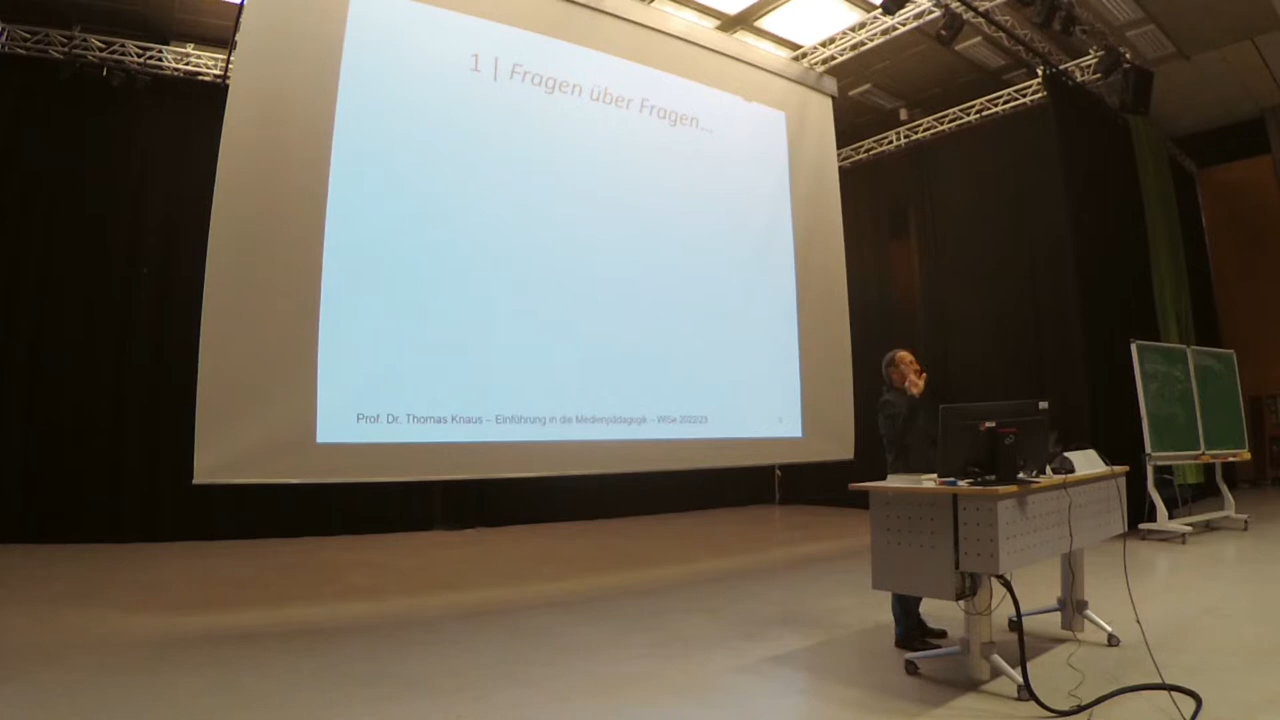 1 | Fragen über Fragen...
Prof. Dr. Thomas Knaus – Einführung in die Medienpädagogik – WiSe 2022/23